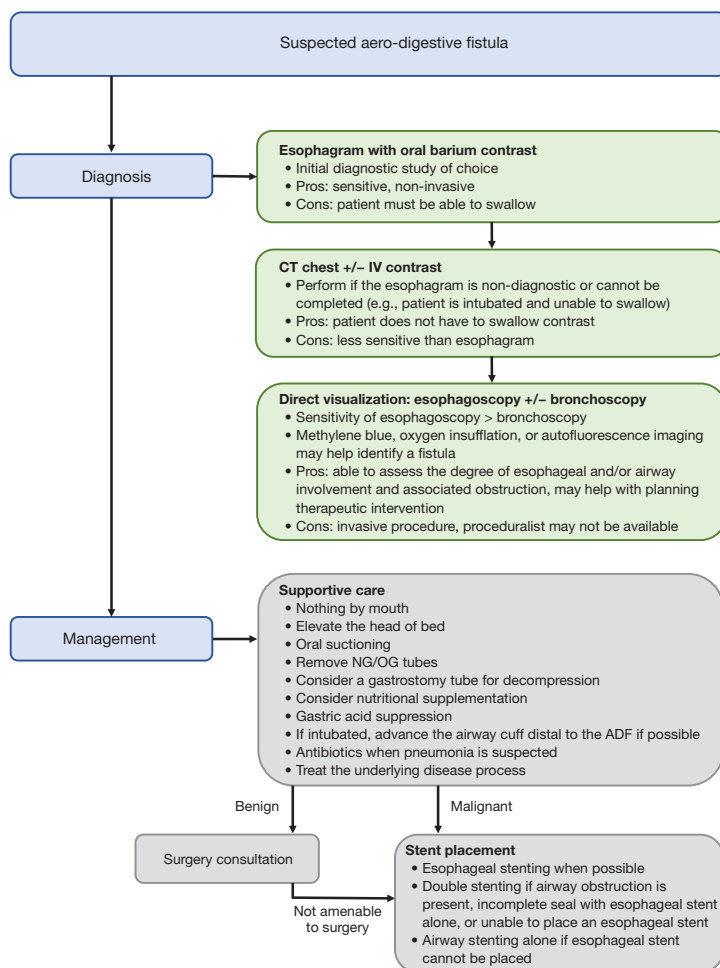 Suspected aero-digestive fistula
Diagnosis
Esophagram with oral barium contrast
• Initial diagnostic study of choice
• Pros: sensitive, non-invasive
• Cons: patient must be able to swallow
CT chest +/– IV contrast
• Perform if the esophagram is non-diagnostic or cannot be
completed (e.g., patient is intubated and unable to swallow)
• Pros: patient does not have to swallow contrast
• Cons: less sensitive than esophagram
Direct visualization: esophagoscopy +/– bronchoscopy
• Sensitivity of esophagoscopy > bronchoscopy
• Methylene blue, oxygen insufflation, or autofluorescence imaging
may help identify a fistula
• Pros: able to assess the degree of esophageal and/or airway
involvement and associated obstruction, may help with planning
therapeutic intervention
• Cons: invasive procedure, proceduralist may not be available
Management
Supportive care
• Nothing by mouth
• Elevate the head of bed
• Oral suctioning
• Remove NG/OG tubes
• Consider a gastrostomy tube for decompression
• Consider nutritional supplementation
• Gastric acid suppression
• If intubated, advance the airway cuff distal to the ADF if possible
• Antibiotics when pneumonia is suspected
• Treat the underlying disease process
Benign
Malignant
Surgery consultation
Not amenable
to surgery
Stent placement
• Esophageal stenting when possible
• Double stenting if airway obstruction is
present, incomplete seal with esophageal stent
alone, or unable to place an esophageal stent
• Airway stenting alone if esophageal stent
cannot be placed